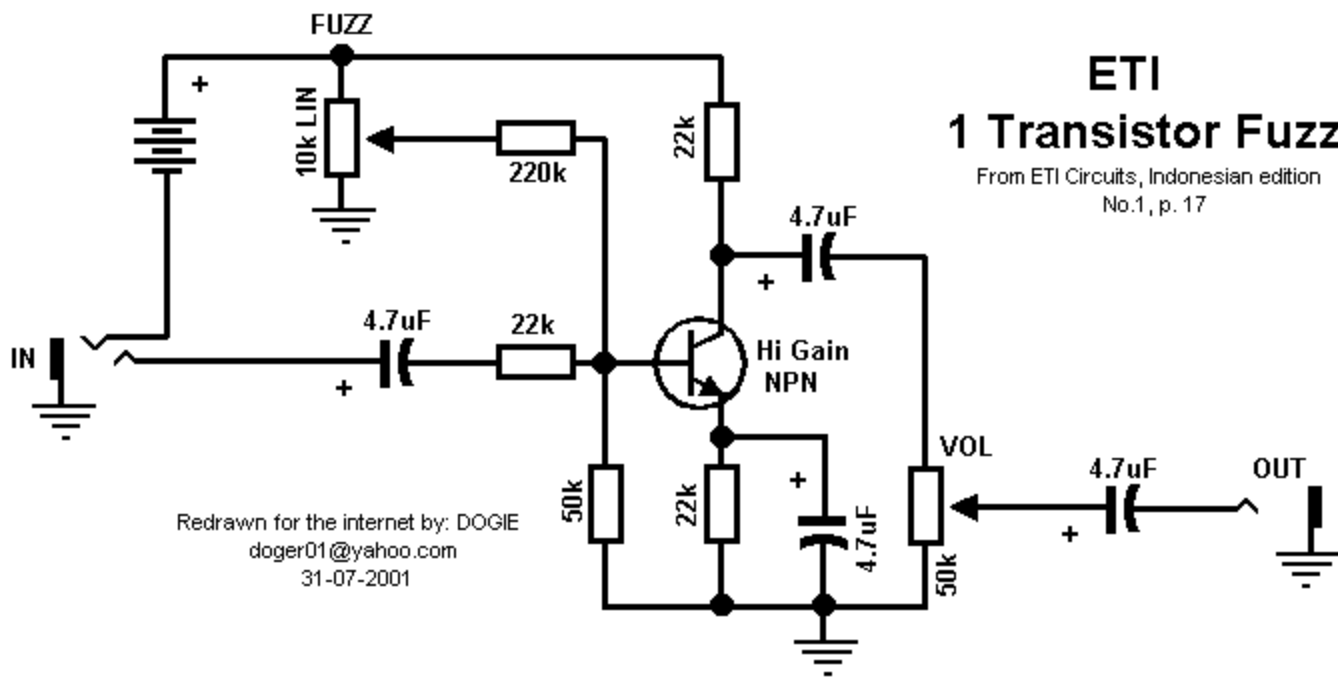 FUZZ
ETI
1 Transistor Fuzz
From ETI Circuits, Indonesian edition
No.1, p. 17
+
10k LIN
220k
22k
4.7uF
+
4.7uF
22k
IN
+
Hi Gain
NPN
VOL
4.7uF
OUT
50k
22k
+
4.7uF
50k
+
Redrawn for the internet by: DOGIE
doger01@yahoo.com
31-07-2001